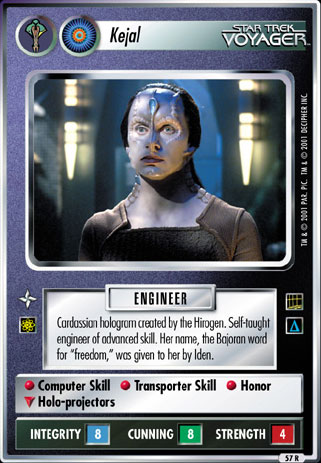 Kejal
STAR TREK
VOYAGER™
TM & © 2001 PAR. PIC. TM & © 2001 DECIPHER INC.
ENGINEER
Cardassian hologram created by the Hirogen. Self-taught
engineer of advanced skill. Her name, the Bajoran word
for "freedom," was given to her by Iden.
Computer Skill Transporter Skill Honor
Holo-projectors
INTEGRITY 8 CUNNING 8 STRENGTH 4
57 R